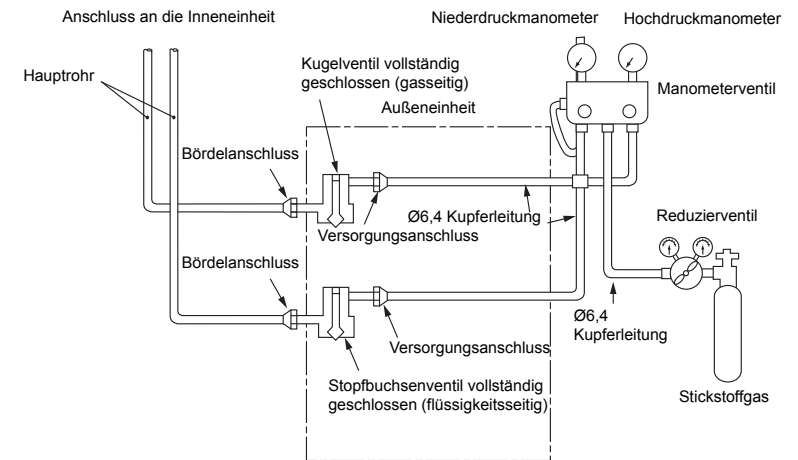 Anschluss an die Inneneinheit
Niederdruckmanometer
Hochdruckmanometer
Hauptrohr
Kugelventil vollständig
geschlossen (gasseitig)
Manometerventil
Außeneinheit
Bördelanschluss
Ø6,4 Kupferleitung
Reduzierventil
Versorgungsanschluss
Bördelanschluss
Ø6,4
Kupferleitung
Versorgungsanschluss
Stopfbuchsenventil vollständig
geschlossen (flüssigkeitsseitig)
Stickstoffgas